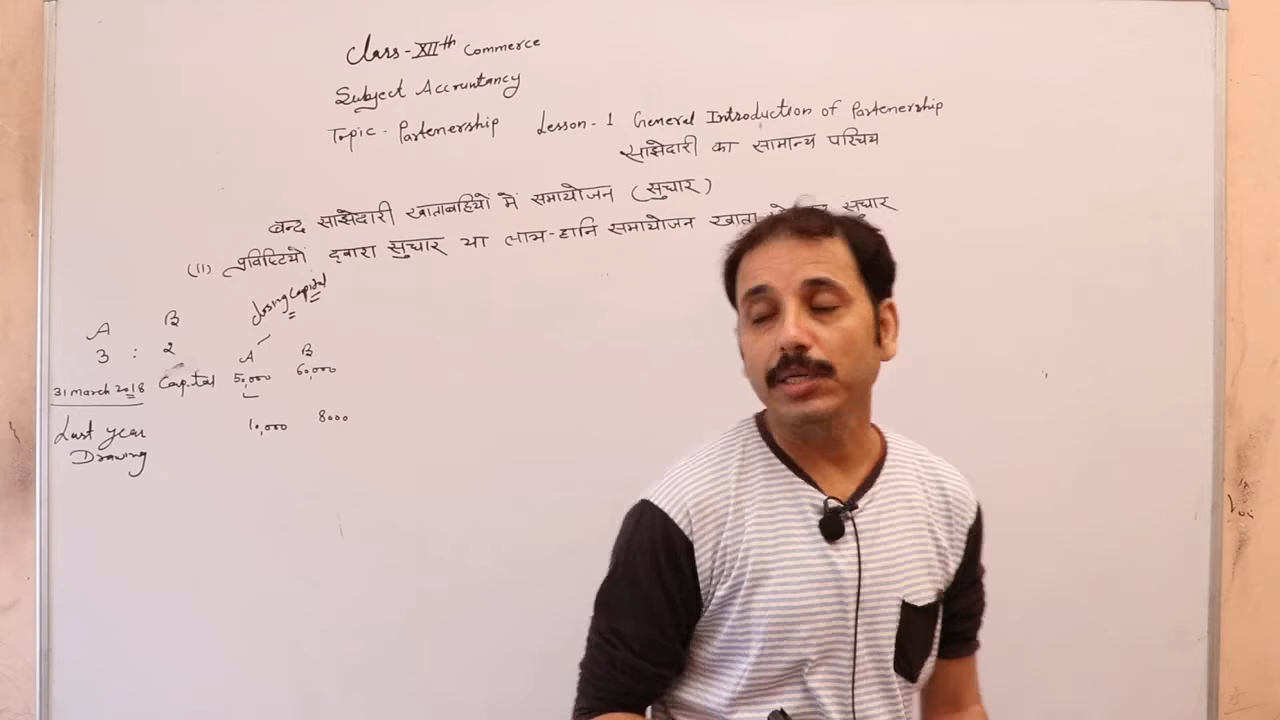 Class-XIIth Commerce
Subject Accountancy
Topic - Partenership Lesson-1 General Introduction of Partenership
साझेदारी का सामान्य परिचय
बन्द साझेदारी खाताबहियों में समायोजन (सुधार)
(II) प्रविष्टियों द्वारा सुधार या लाभ-हानि समायोजन खाता सुधार
closing Capital
A B
3 : 2
A B
31 march 2018 Capital 50,000 60,000
Last year 10,000 8000
Drawing